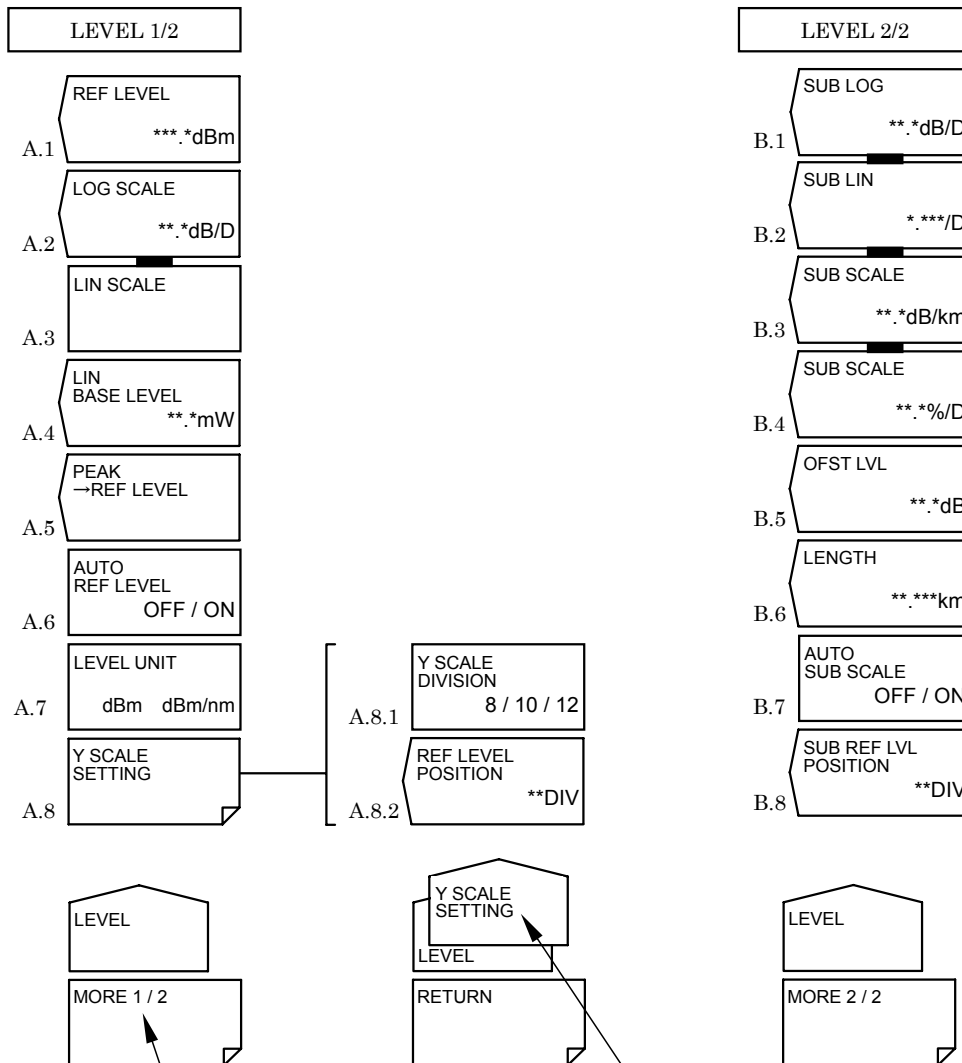 LEVEL 1/2
A.1
REF LEVEL
***.*dBm
A.2
LOG SCALE
**.*dB/D
A.3
LIN SCALE
A.4
LIN
BASE LEVEL
**.*mW
A.5
PEAK
→REF LEVEL
A.6
AUTO
REF LEVEL
OFF / ON
A.7
LEVEL UNIT
dBm dBm/nm
A.8
Y SCALE
SETTING
A.8.1
Y SCALE
DIVISION
8 / 10 / 12
A.8.2
REF LEVEL
POSITION
**DIV
LEVEL
MORE 1 / 2
Y SCALE
SETTING
LEVEL
RETURN
LEVEL 2/2
B.1
SUB LOG
**.*dB/D
B.2
SUB LIN
*.***/D
B.3
SUB SCALE
**.*dB/km
B.4
SUB SCALE
**.*%/D
B.5
OFST LVL
**.*dB
B.6
LENGTH
**.***km
B.7
AUTO
SUB SCALE
OFF / ON
B.8
SUB REF LVL
POSITION
**DIV
LEVEL
MORE 2 / 2